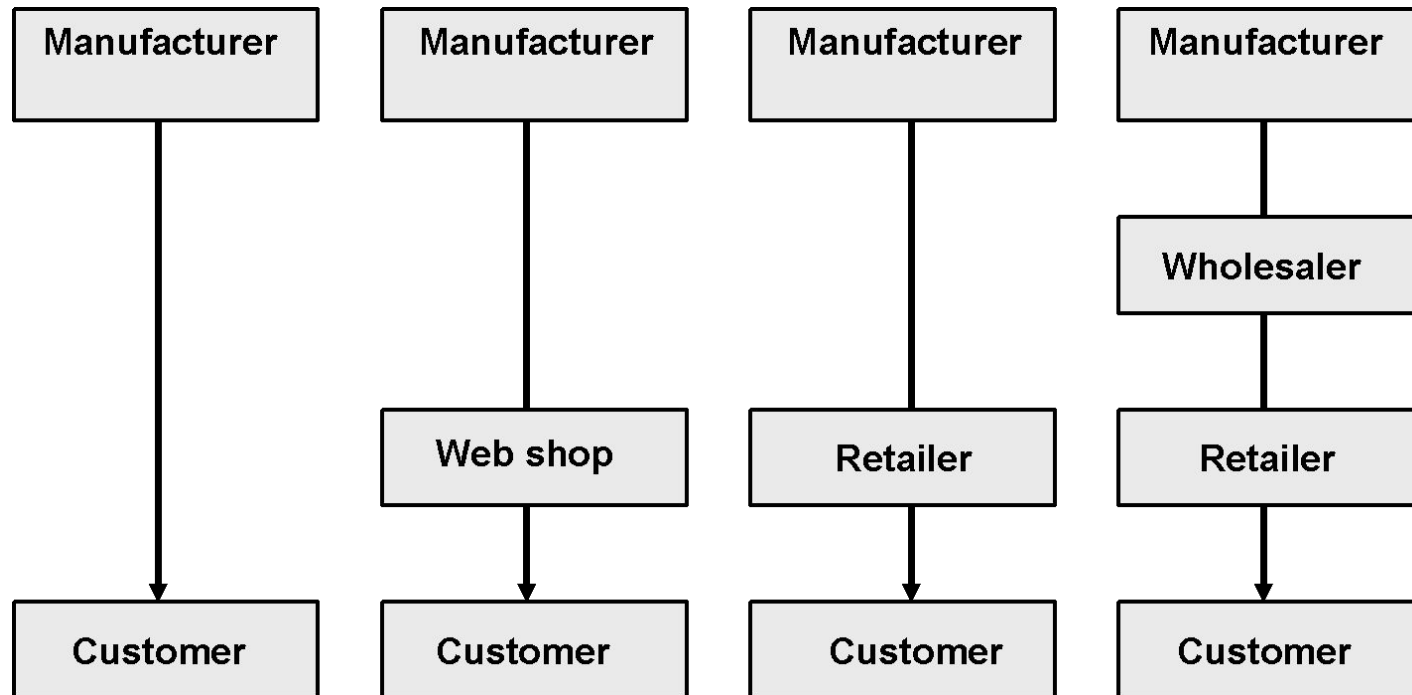 Manufacturer
Manufacturer
Manufacturer
Manufacturer
Wholesaler
Web shop
Retailer
Retailer
Customer
Customer
Customer
Customer